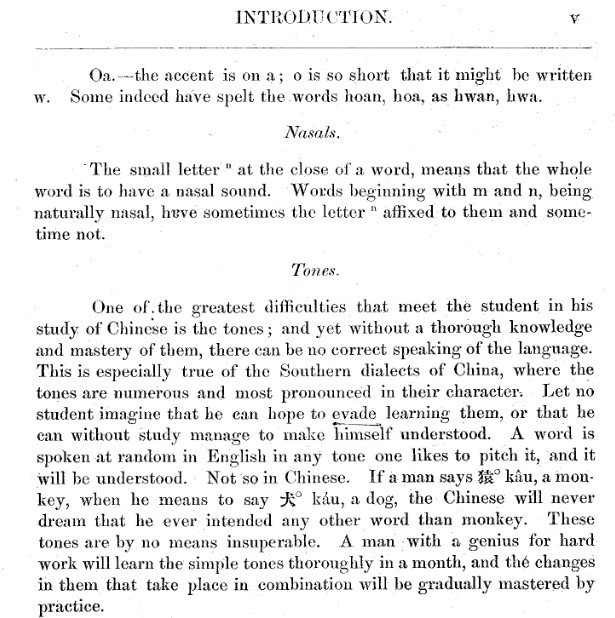 INTRODUCTION. v
Oa.—the accent is on a; o is so short that it might be written
w. Some indeed have spelt the words hoan, hoa, as hwan, hwa.
Nasals.
The small letter ⁿ at the close of a word, means that the whole
word is to have a nasal sound. Words beginning with m and n, being
naturally nasal, have sometimes the letter ⁿ affixed to them and some-
time not.
Tones.
One of the greatest difficulties that meet the student in his
study of Chinese is the tones; and yet without a thorough knowledge
and mastery of them, there can be no correct speaking of the language.
This is especially true of the Southern dialects of China, where the
tones are numerous and most pronounced in their character. Let no
student imagine that he can hope to evade learning them, or that he
can without study manage to make himself understood. A word is
spoken at random in English in any tone one likes to pitch it, and it
will be understood. Not so in Chinese. If a man says 猿° kâu, a mon-
key, when he means to say 犬° káu, a dog, the Chinese will never
dream that he ever intended any other word than monkey. These
tones are by no means insuperable. A man with a genius for hard
work will learn the simple tones thoroughly in a month, and thé changes
in them that take place in combination will be gradually mastered by
practice.